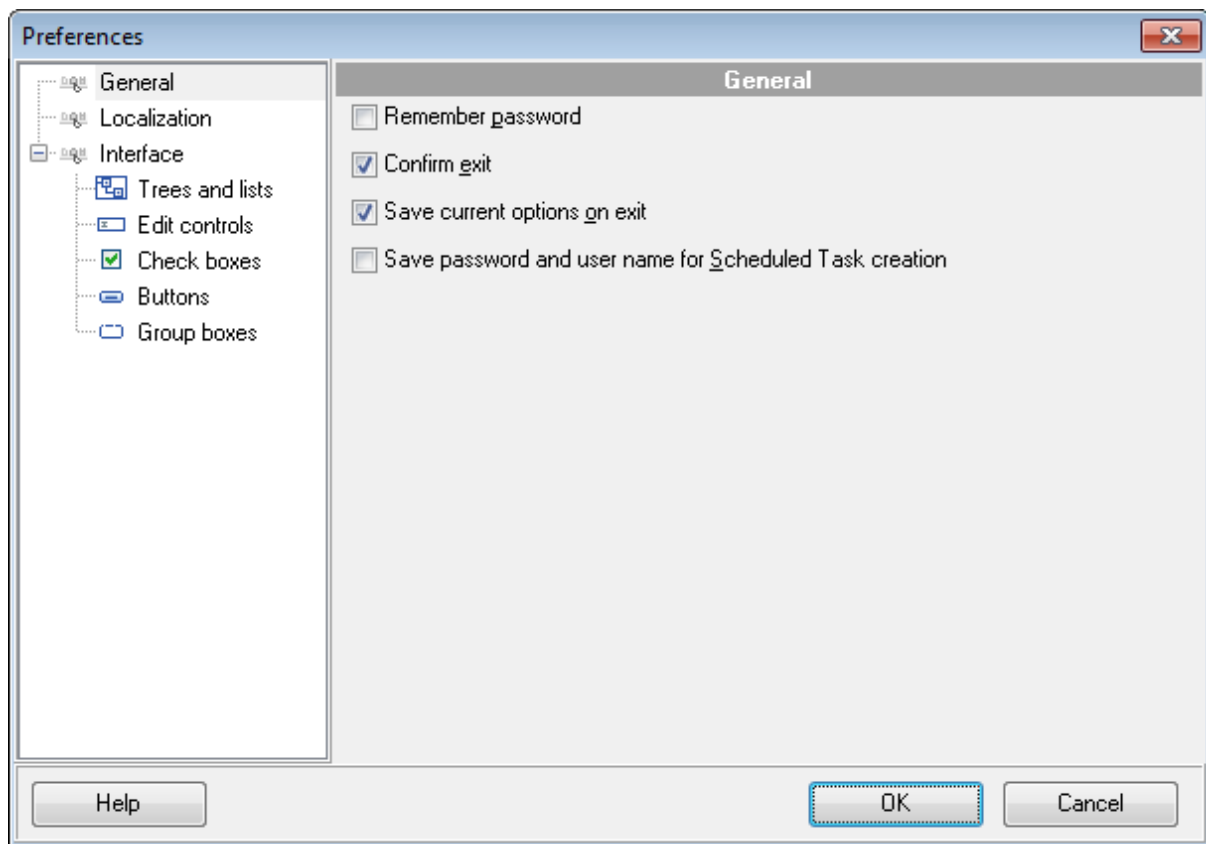 Preferences
General
Localization
Interface
Trees and lists
Edit controls
Check boxes
Buttons
Group boxes
General
Remember password
Confirm exit
Save current options on exit
Save password and user name for Scheduled Task creation
Help
OK
Cancel